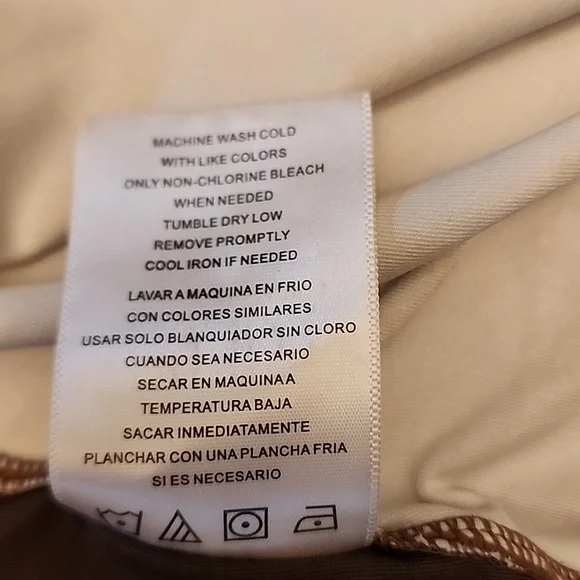 MACHINE WASH COLD
WITH LIKE COLORS
ONLY NON-CHLORINE BLEACH
WHEN NEEDED
TUMBLE DRY LOW
REMOVE PROMPTLY
COOL IRON IF NEEDED
LAVAR A MAQUINA EN FRIO
CON COLORES SIMILARES
USAR SOLO BLANQUIADOR SIN CLORO
CUANDO SEA NECESARIO
SECAR EN MAQUINA A
TEMPERATURA BAJA
SACAR INMEDIATAMENTE
PLANCHAR CON UNA PLANCHA FRIA
SI ES NECESARIO